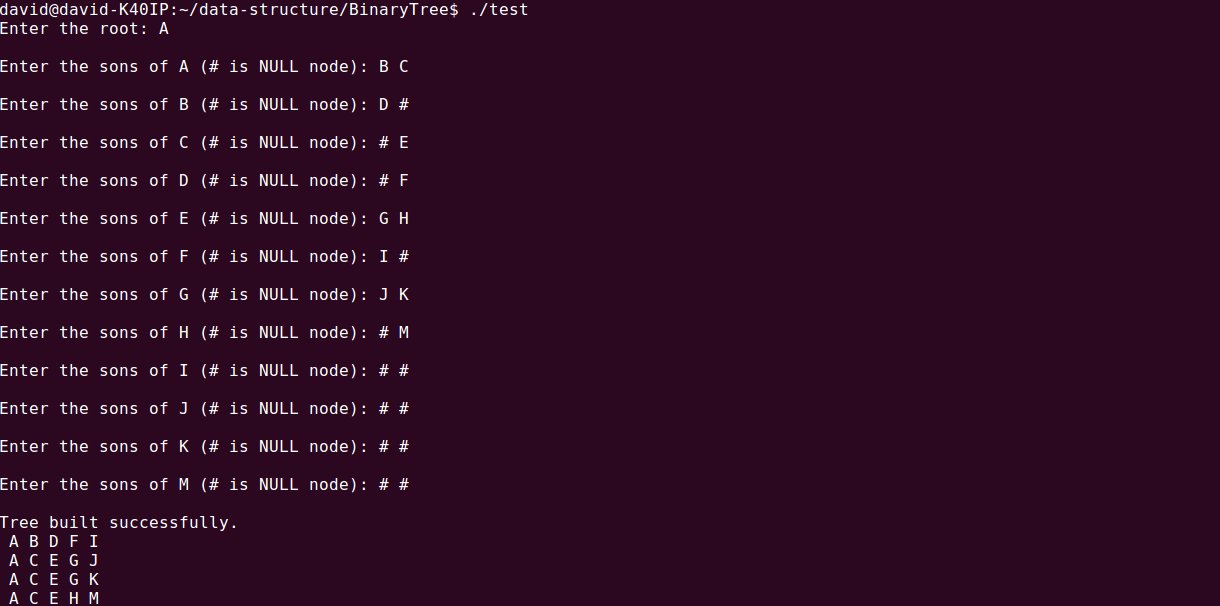 david@david-K40IP:~/data-structure/BinaryTree$ ./test
Enter the root: A
Enter the sons of A (# is NULL node): B C
Enter the sons of B (# is NULL node): D #
Enter the sons of C (# is NULL node): # E
Enter the sons of D (# is NULL node): # F
Enter the sons of E (# is NULL node): G H
Enter the sons of F (# is NULL node): I #
Enter the sons of G (# is NULL node): J K
Enter the sons of H (# is NULL node): # M
Enter the sons of I (# is NULL node): # #
Enter the sons of J (# is NULL node): # #
Enter the sons of K (# is NULL node): # #
Enter the sons of M (# is NULL node): # #
Tree built successfully.
A B D F I
A C E G J
A C E G K
A C E H M